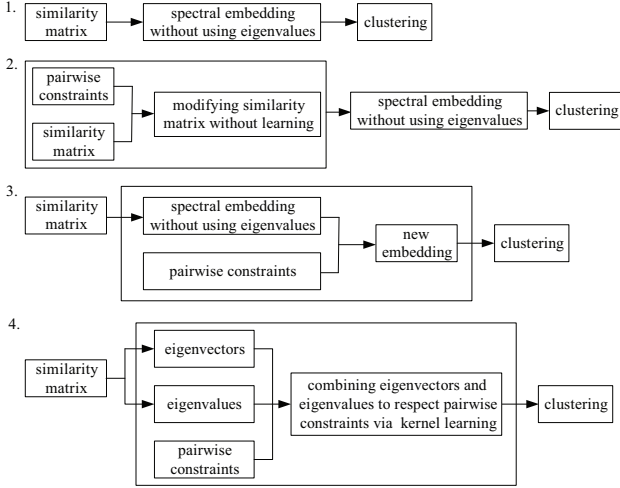 1.
similarity
matrix
spectral embedding
without using eigenvalues
clustering
2.
pairwise
constraints
similarity
matrix
modifying similarity
matrix without learning
spectral embedding
without using eigenvalues
clustering
3.
similarity
matrix
spectral embedding
without using eigenvalues
pairwise constraints
new
embedding
clustering
4.
similarity
matrix
eigenvectors
eigenvalues
pairwise
constraints
combining eigenvectors and
eigenvalues to respect pairwise
constraints via kernel learning
clustering